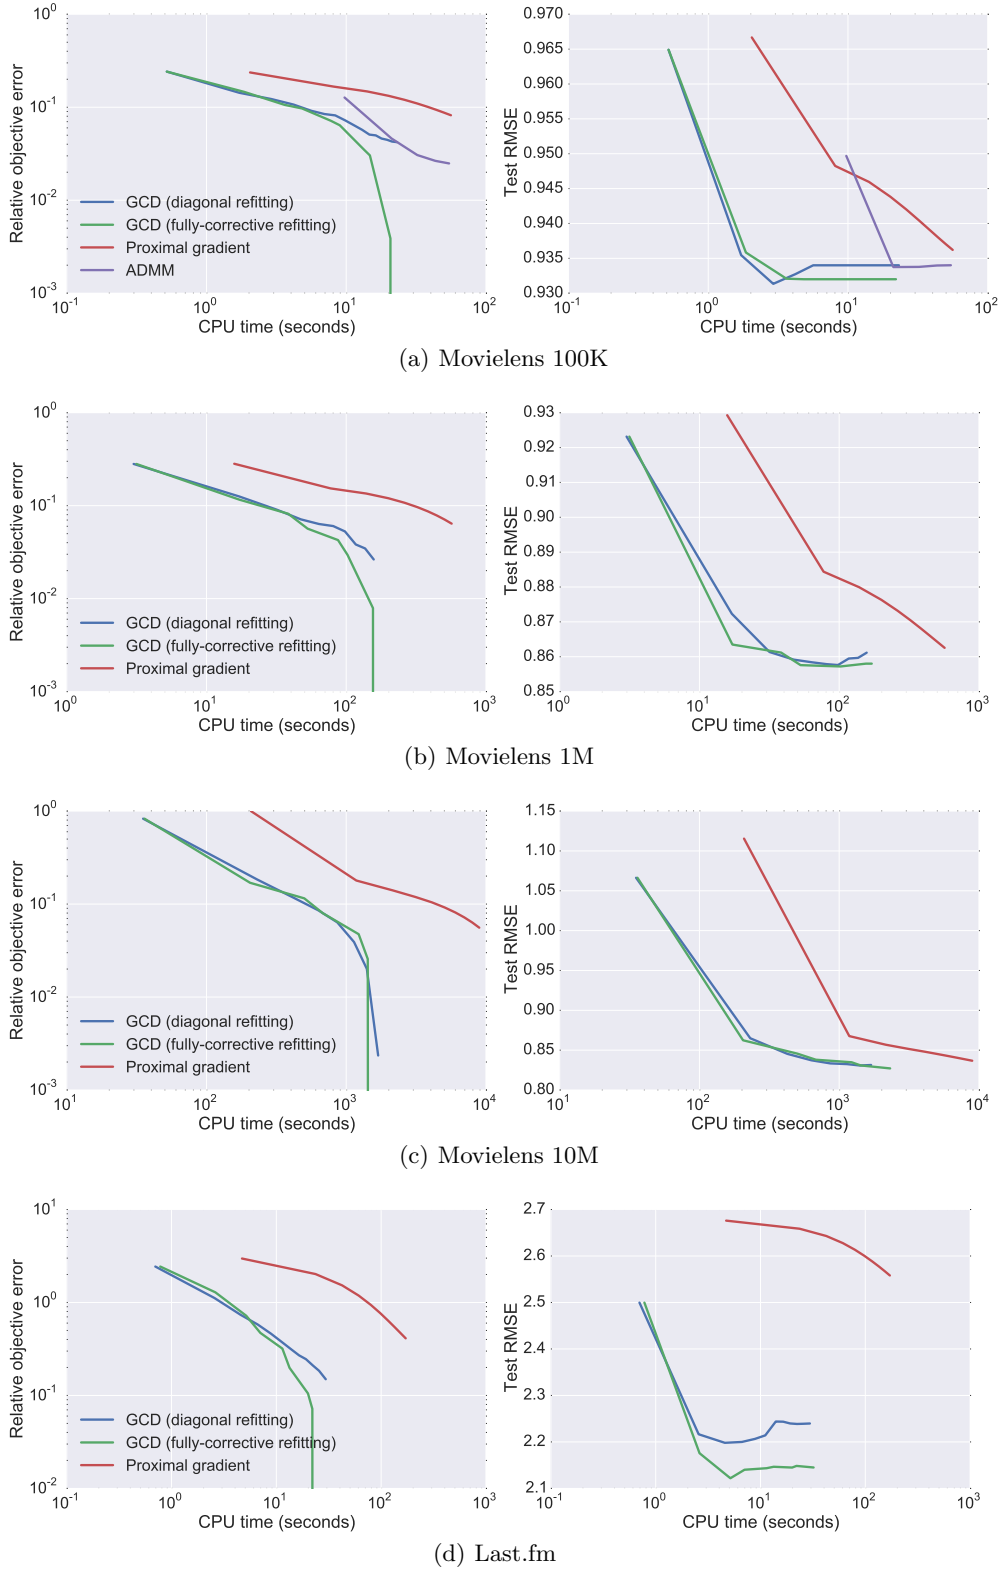 Relative objective error
10^0
10^-1
10^-2
10^-3
GCD (diagonal refitting)
GCD (fully-corrective refitting)
Proximal gradient
ADMM
10^-1 10^0 10^1 10^2
CPU time (seconds)
Test RMSE
0.970
0.965
0.960
0.955
0.950
0.945
0.940
0.935
0.930
10^-1 10^0 10^1 10^2
CPU time (seconds)
(a) Movielens 100K
Relative objective error
10^0
10^-1
10^-2
10^-3
GCD (diagonal refitting)
GCD (fully-corrective refitting)
Proximal gradient
10^0 10^1 10^2 10^3
CPU time (seconds)
Test RMSE
0.93
0.92
0.91
0.90
0.89
0.88
0.87
0.86
0.85
10^0 10^1 10^2 10^3
CPU time (seconds)
(b) Movielens 1M
Relative objective error
10^0
10^-1
10^-2
10^-3
GCD (diagonal refitting)
GCD (fully-corrective refitting)
Proximal gradient
10^1 10^2 10^3 10^4
CPU time (seconds)
Test RMSE
1.15
1.10
1.05
1.00
0.95
0.90
0.85
0.80
10^1 10^2 10^3 10^4
CPU time (seconds)
(c) Movielens 10M
Relative objective error
10^1
10^0
10^-1
10^-2
GCD (diagonal refitting)
GCD (fully-corrective refitting)
Proximal gradient
10^-1 10^0 10^1 10^2 10^3
CPU time (seconds)
Test RMSE
2.7
2.6
2.5
2.4
2.3
2.2
2.1
10^-1 10^0 10^1 10^2 10^3
CPU time (seconds)
(d) Last.fm